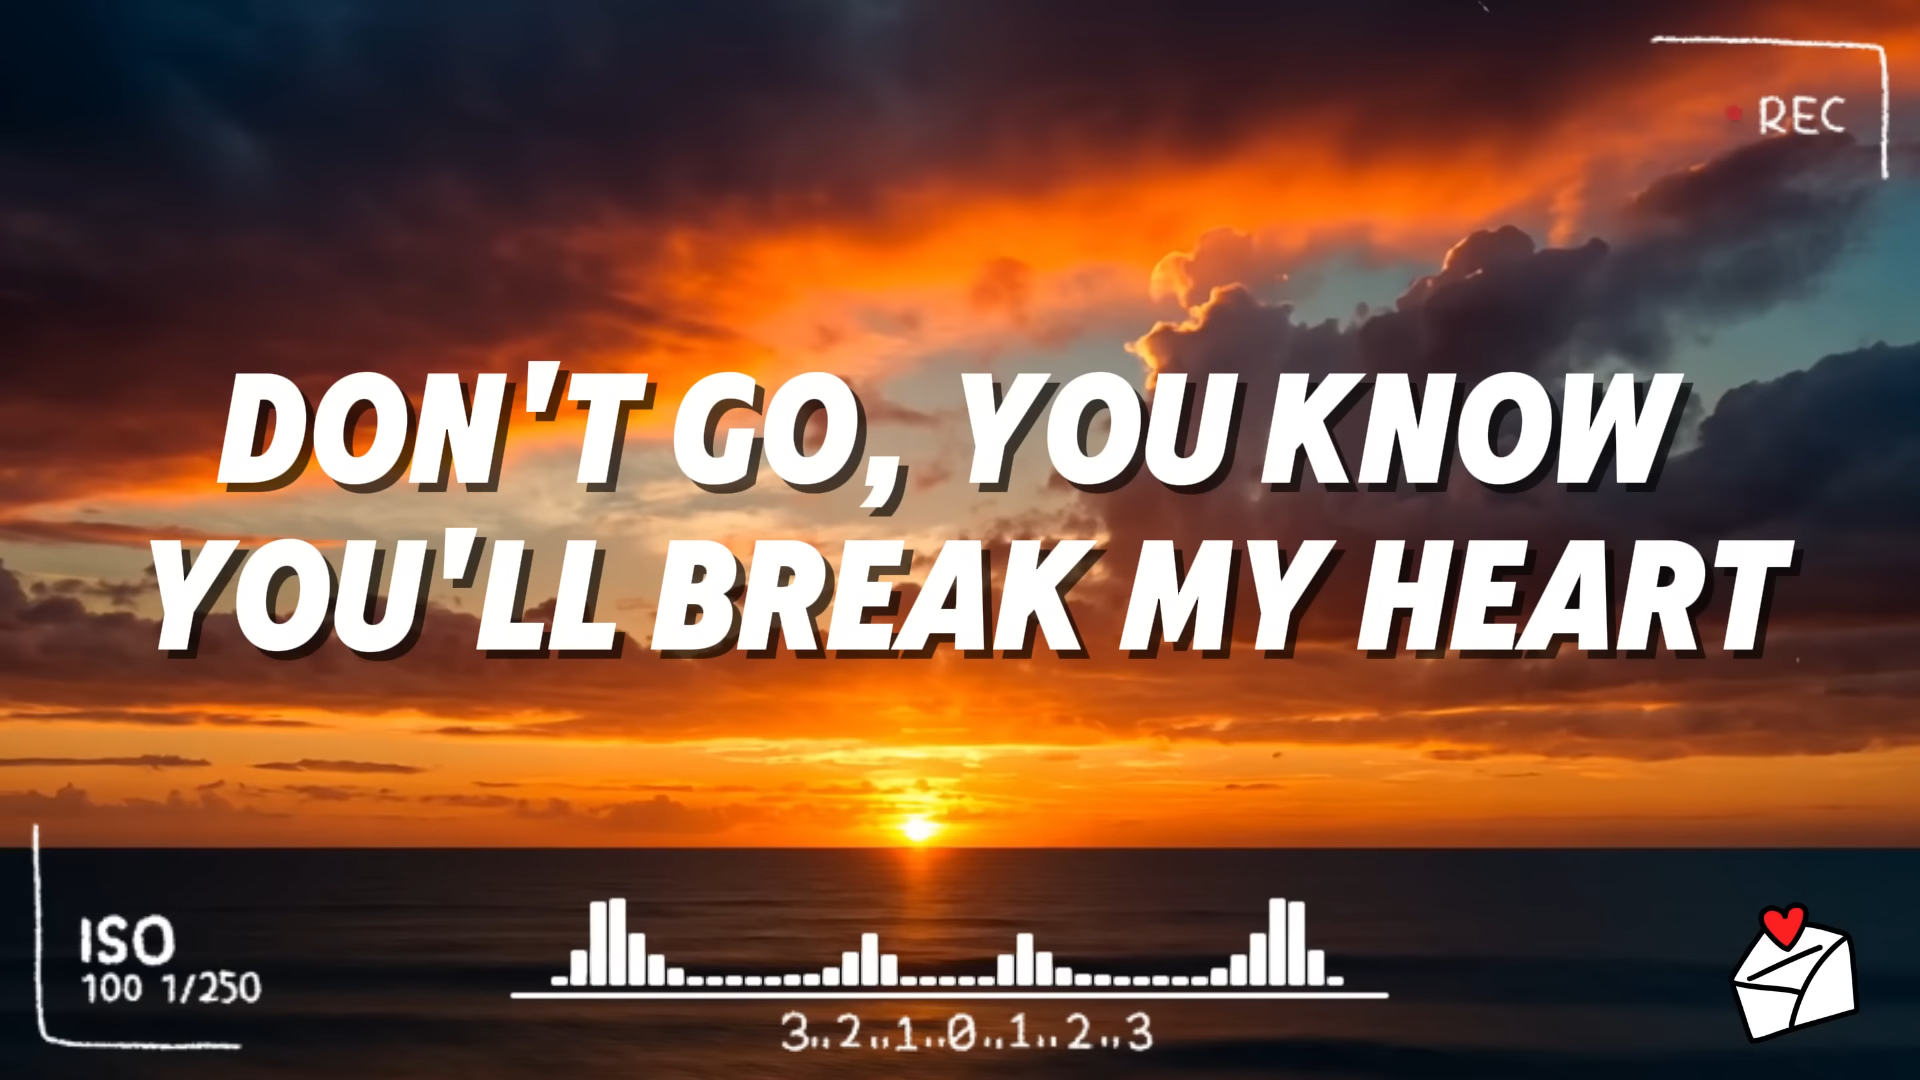 REC
DON'T GO, YOU KNOW
YOU'LL BREAK MY HEART
ISO
100 1/250
3..2..1..0..1..2..3